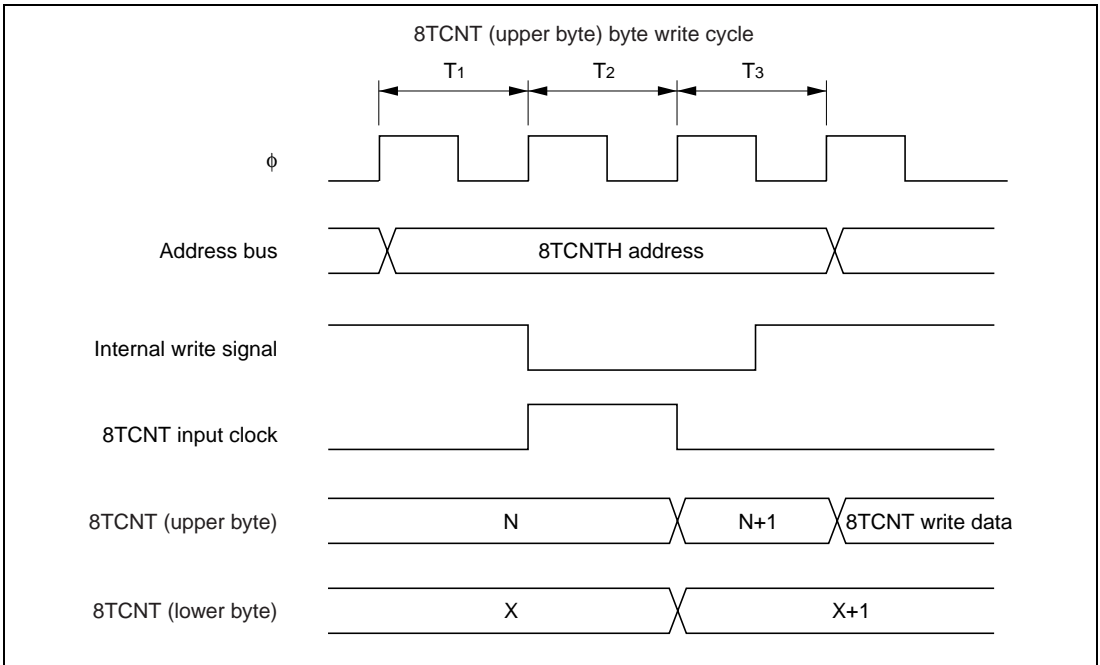 8TCNT (upper byte) byte write cycle
T1 T2 T3
ϕ
Address bus 8TCNTH address
Internal write signal
8TCNT input clock
8TCNT (upper byte) N N+1 8TCNT write data
8TCNT (lower byte) X X+1